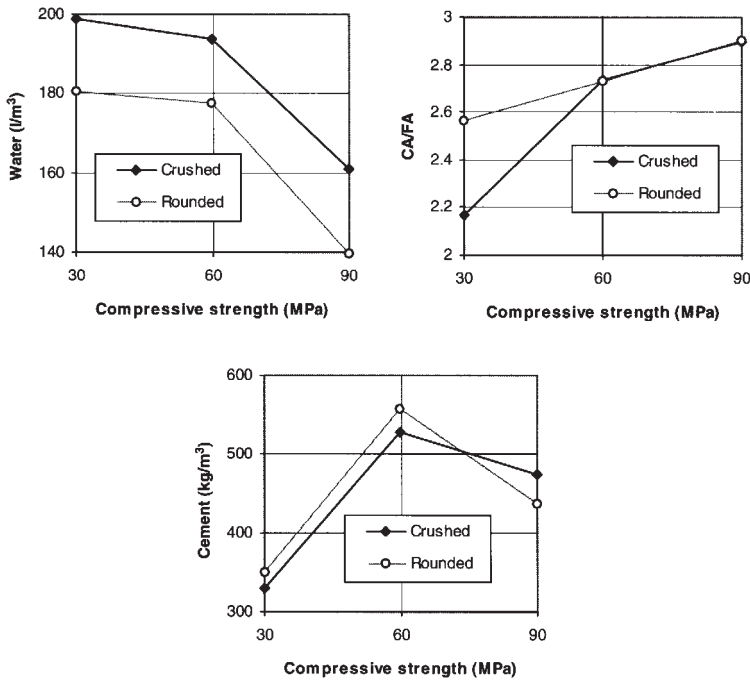 200
180
160
140
Water (l/m³)
Crushed
Rounded
30 60 90
Compressive strength (MPa)
3
2.8
2.6
2.4
2.2
2
CA/FA
Crushed
Rounded
30 60 90
Compressive strength (MPa)
600
500
400
300
Cement (kg/m³)
Crushed
Rounded
30 60 90
Compressive strength (MPa)